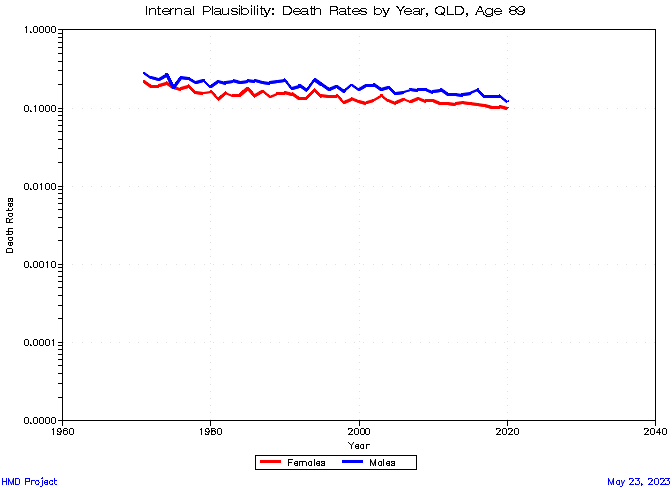 Internal Plausibility: Death Rates by Year, QLD, Age 89
1.0000
0.1000
0.0100
0.0010
0.0001
0.0000
Death Rates
1960 1980 2000 2020 2040
Year
Females Males
HMD Project
May 23, 2023